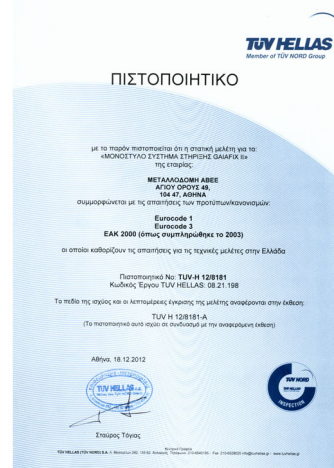 TÜV HELLAS
Member of TÜV NORD Group
ΠΙΣΤΟΠΟΙΗΤΙΚΟ
με το παρόν πιστοποιείται ότι η στατική μελέτη για το:
«ΜΟΝΟΣΤΥΛΟ ΣΥΣΤΗΜΑ ΣΤΗΡΙΞΗΣ GAIAFIX II»
της εταιρίας:
ΜΕΤΑΛΛΟΔΟΜΗ ΑΒΕΕ
ΑΓΙΟΥ ΟΡΟΥΣ 49,
104 47, ΑΘΗΝΑ
συμμορφώνεται με τις απαιτήσεις των προτύπων/κανονισμών:
Eurocode 1
Eurocode 3
ΕΑΚ 2000 (όπως συμπληρώθηκε το 2003)
οι οποίοι καθορίζουν τις απαιτήσεις για τις τεχνικές μελέτες στην Ελλάδα
Πιστοποιητικό Νο: TUV-H 12/8181
Κωδικός Έργου TUV HELLAS: 08.21.198
Το πεδίο της ισχύος και οι λεπτομέρειες έγκρισης της μελέτης αναφέρονται στην έκθεση:
TUV H 12/8181-A
(Το πιστοποιητικό αυτό ισχύει σε συνδυασμό με την αναφερόμενη έκθεση)
Αθήνα, 18.12.2012
TÜV HELLAS
TÜV NORD
INSPECTION
Σταύρος Τόγιας